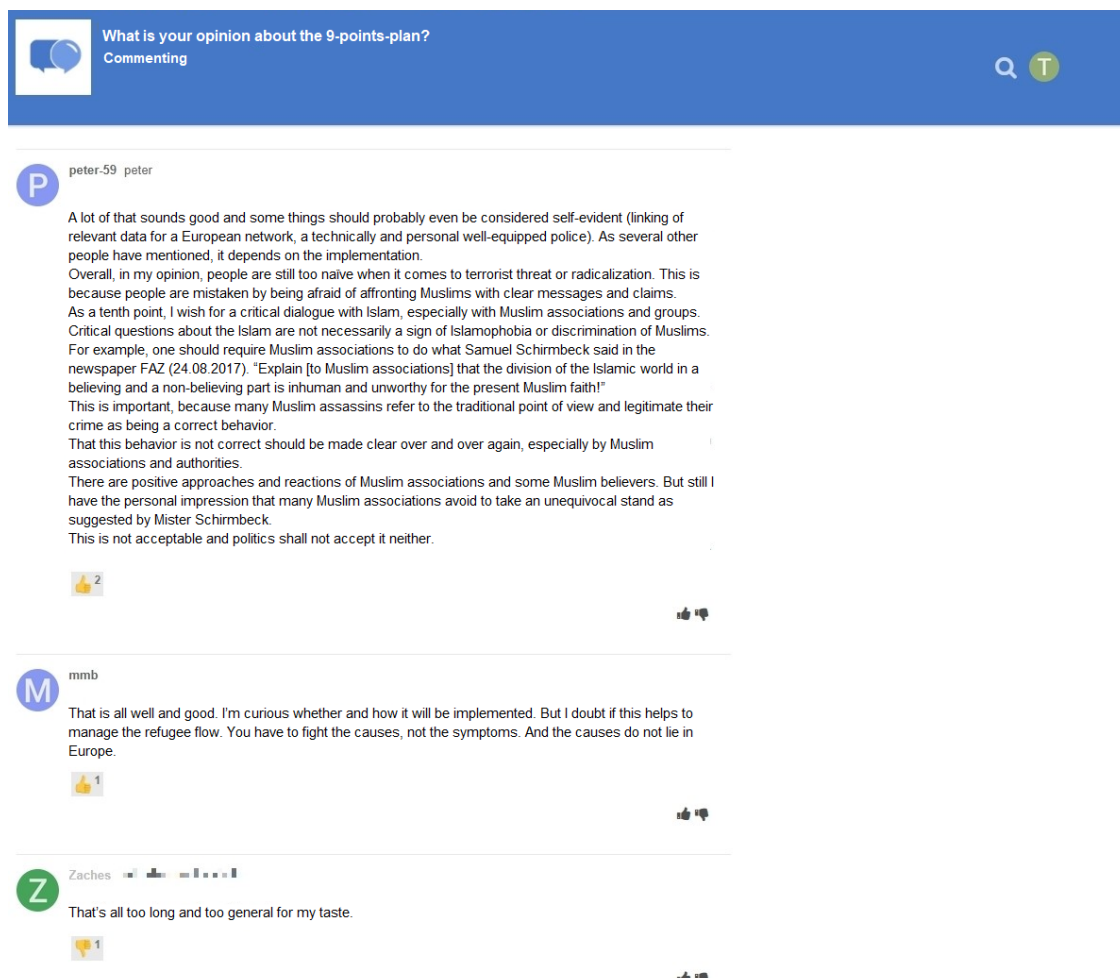 What is your opinion about the 9-points-plan?
Commenting
T
P
peter-59 peter
A lot of that sounds good and some things should probably even be considered self-evident (linking of
relevant data for a European network, a technically and personal well-equipped police). As several other
people have mentioned, it depends on the implementation.
Overall, in my opinion, people are still too naïve when it comes to terrorist threat or radicalization. This is
because people are mistaken by being afraid of affronting Muslims with clear messages and claims.
As a tenth point, I wish for a critical dialogue with Islam, especially with Muslim associations and groups.
Critical questions about the Islam are not necessarily a sign of Islamophobia or discrimination of Muslims.
For example, one should require Muslim associations to do what Samuel Schirmbeck said in the
newspaper FAZ (24.08.2017). “Explain [to Muslim associations] that the division of the Islamic world in a
believing and a non-believing part is inhuman and unworthy for the present Muslim faith!”
This is important, because many Muslim assassins refer to the traditional point of view and legitimate their
crime as being a correct behavior.
That this behavior is not correct should be made clear over and over again, especially by Muslim
associations and authorities.
There are positive approaches and reactions of Muslim associations and some Muslim believers. But still I
have the personal impression that many Muslim associations avoid to take an unequivocal stand as
suggested by Mister Schirmbeck.
This is not acceptable and politics shall not accept it neither.
2
M
mmb
That is all well and good. I’m curious whether and how it will be implemented. But I doubt if this helps to
manage the refugee flow. You have to fight the causes, not the symptoms. And the causes do not lie in
Europe.
1
Z
Zaches
That’s all too long and too general for my taste.
1